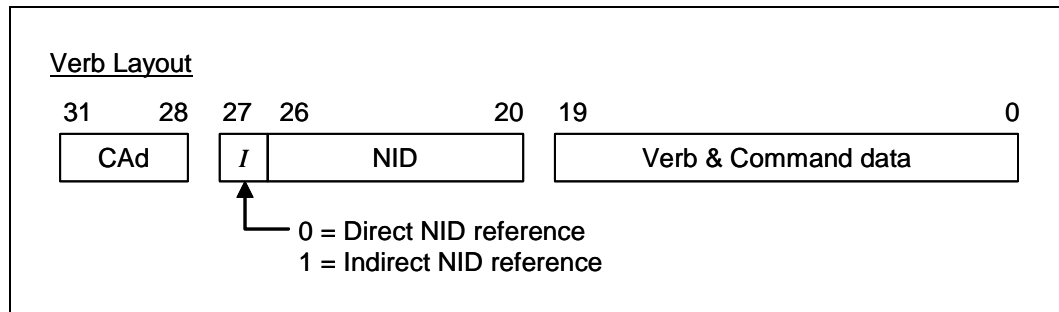 Verb Layout
31 28 27 26 20 19 0
CAd I NID Verb & Command data
0 = Direct NID reference
1 = Indirect NID reference